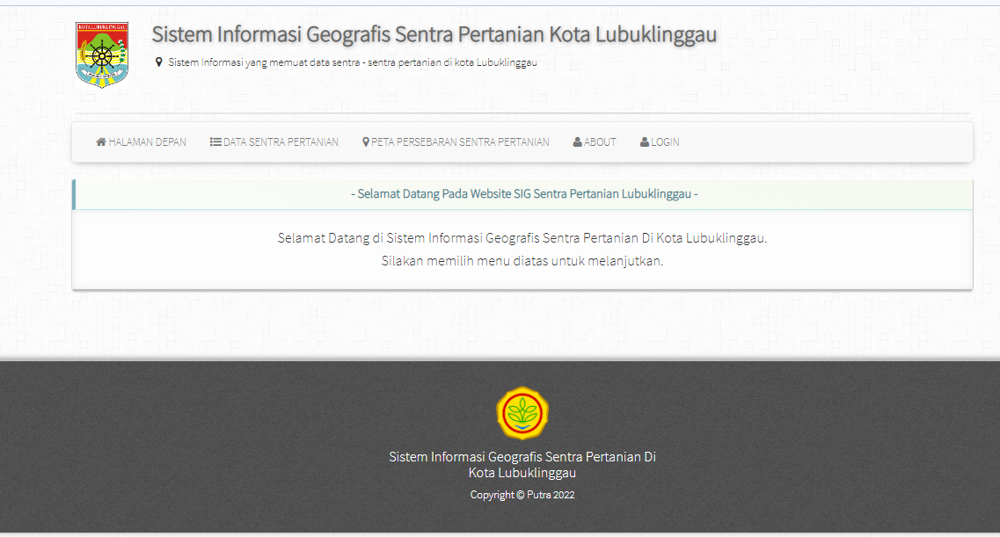 KOTA LUBUKLINGGAU
Sistem Informasi Geografis Sentra Pertanian Kota Lubuklinggau
Sistem Informasi yang memuat data sentra - sentra pertanian di kota Lubuklinggau
HALAMAN DEPAN DATA SENTRA PERTANIAN PETA PERSEBARAN SENTRA PERTANIAN ABOUT LOGIN
- Selamat Datang Pada Website SIG Sentra Pertanian Lubuklinggau -
Selamat Datang di Sistem Informasi Geografis Sentra Pertanian Di Kota Lubuklinggau.
Silakan memilih menu diatas untuk melanjutkan.
Sistem Informasi Geografis Sentra Pertanian Di
Kota Lubuklinggau
Copyright © Putra 2022